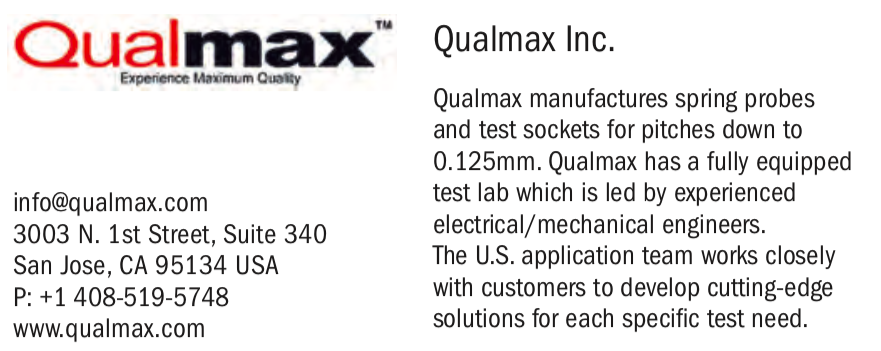 Qualmax™
Experience Maximum Quality
info@qualmax.com
3003 N. 1st Street, Suite 340
San Jose, CA 95134 USA
P: +1 408-519-5748
www.qualmax.com
Qualmax Inc.
Qualmax manufactures spring probes
and test sockets for pitches down to
0.125mm. Qualmax has a fully equipped
test lab which is led by experienced
electrical/mechanical engineers.
The U.S. application team works closely
with customers to develop cutting-edge
solutions for each specific test need.